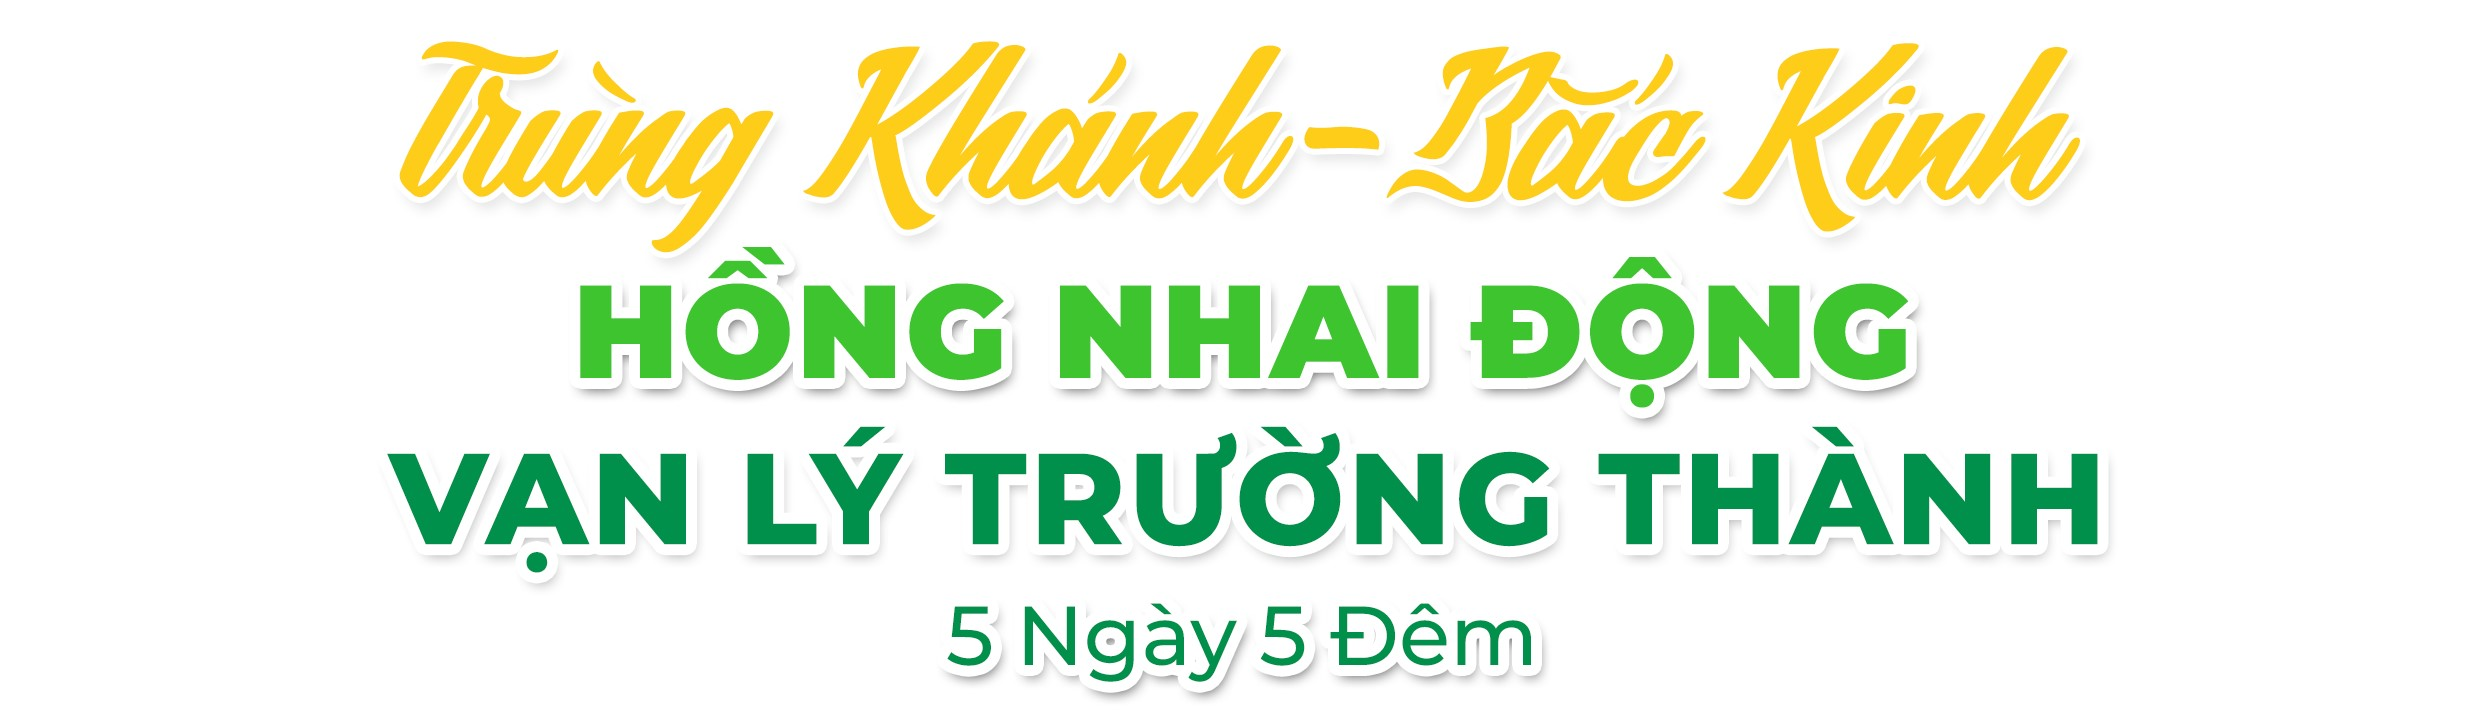 Trùng Khánh - Bắc Kinh
HỒNG NHAI ĐỘNG
VẠN LÝ TRƯỜNG THÀNH
5 Ngày 5 Đêm